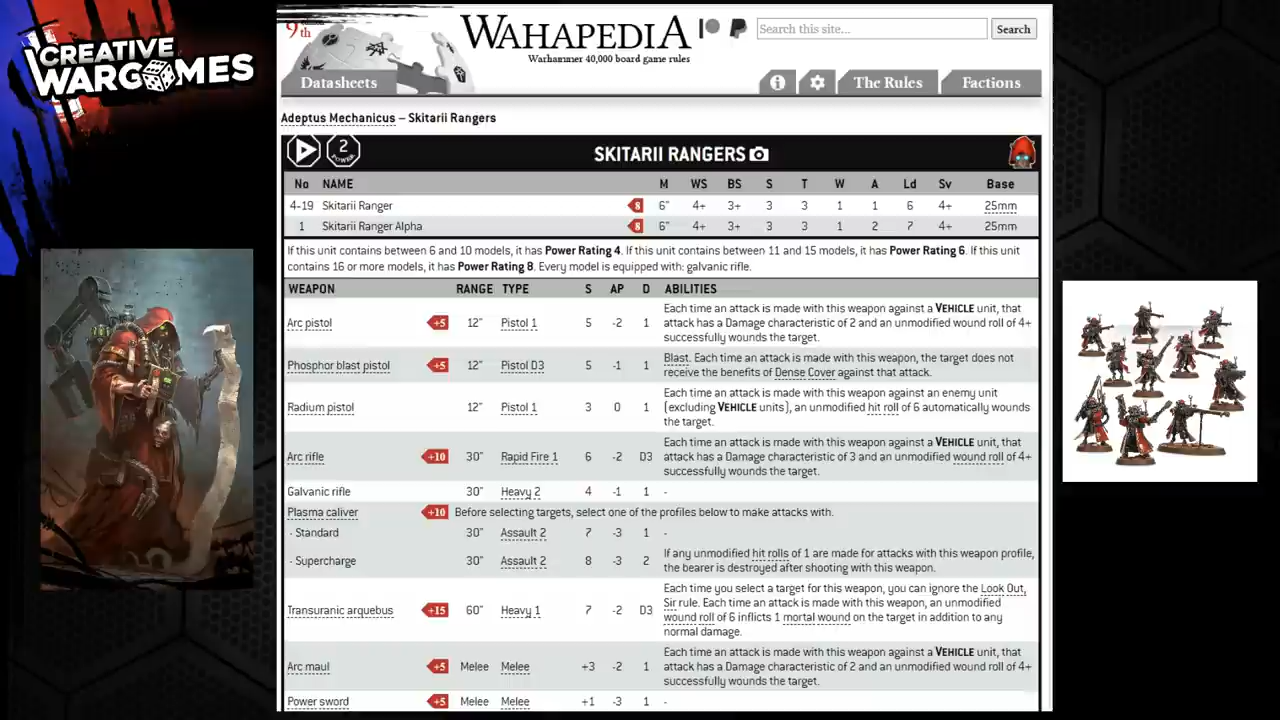 CREATIVE
WARGAMES
9th
WAHAPEDIA
Warhammer 40,000 board game rules
Search this site...
Search
Datasheets
The Rules
Factions
Adeptus Mechanicus – Skitarii Rangers
2
POWER
SKITARII RANGERS
No NAME M WS BS S T W A Ld Sv Base
4-19 Skitarii Ranger 8 6" 4+ 3+ 3 3 1 1 6 4+ 25mm
1 Skitarii Ranger Alpha 8 6" 4+ 3+ 3 3 1 2 7 4+ 25mm
If this unit contains between 6 and 10 models, it has Power Rating 4. If this unit contains between 11 and 15 models, it has Power Rating 6. If this unit
contains 16 or more models, it has Power Rating 8. Every model is equipped with: galvanic rifle.
WEAPON RANGE TYPE S AP D ABILITIES
Arc pistol +5 12" Pistol 1 5 -2 1 Each time an attack is made with this weapon against a VEHICLE unit, that
attack has a Damage characteristic of 2 and an unmodified wound roll of 4+
successfully wounds the target.
Phosphor blast pistol +5 12" Pistol D3 5 -1 1 Blast. Each time an attack is made with this weapon, the target does not
receive the benefits of Dense Cover against that attack.
Radium pistol 12" Pistol 1 3 0 1 Each time an attack is made with this weapon against an enemy unit
(excluding VEHICLE units), an unmodified hit roll of 6 automatically wounds
the target.
Arc rifle +10 30" Rapid Fire 1 6 -2 D3 Each time an attack is made with this weapon against a VEHICLE unit, that
attack has a Damage characteristic of 3 and an unmodified wound roll of 4+
successfully wounds the target.
Galvanic rifle 30" Heavy 2 4 -1 1 -
Plasma caliver +10 Before selecting targets, select one of the profiles below to make attacks with.
- Standard 30" Assault 2 7 -3 1 -
- Supercharge 30" Assault 2 8 -3 2 If any unmodified hit rolls of 1 are made for attacks with this weapon profile,
the bearer is destroyed after shooting with this weapon.
Transuranic arquebus +15 60" Heavy 1 7 -2 D3 Each time you select a target for this weapon, you can ignore the Look Out,
Sir rule. Each time an attack is made with this weapon, an unmodified
wound roll of 6 inflicts 1 mortal wound on the target in addition to any
normal damage.
Arc maul +5 Melee Melee +3 -2 1 Each time an attack is made with this weapon against a VEHICLE unit, that
attack has a Damage characteristic of 2 and an unmodified wound roll of 4+
successfully wounds the target.
Power sword +5 Melee Melee +1 -3 1 -